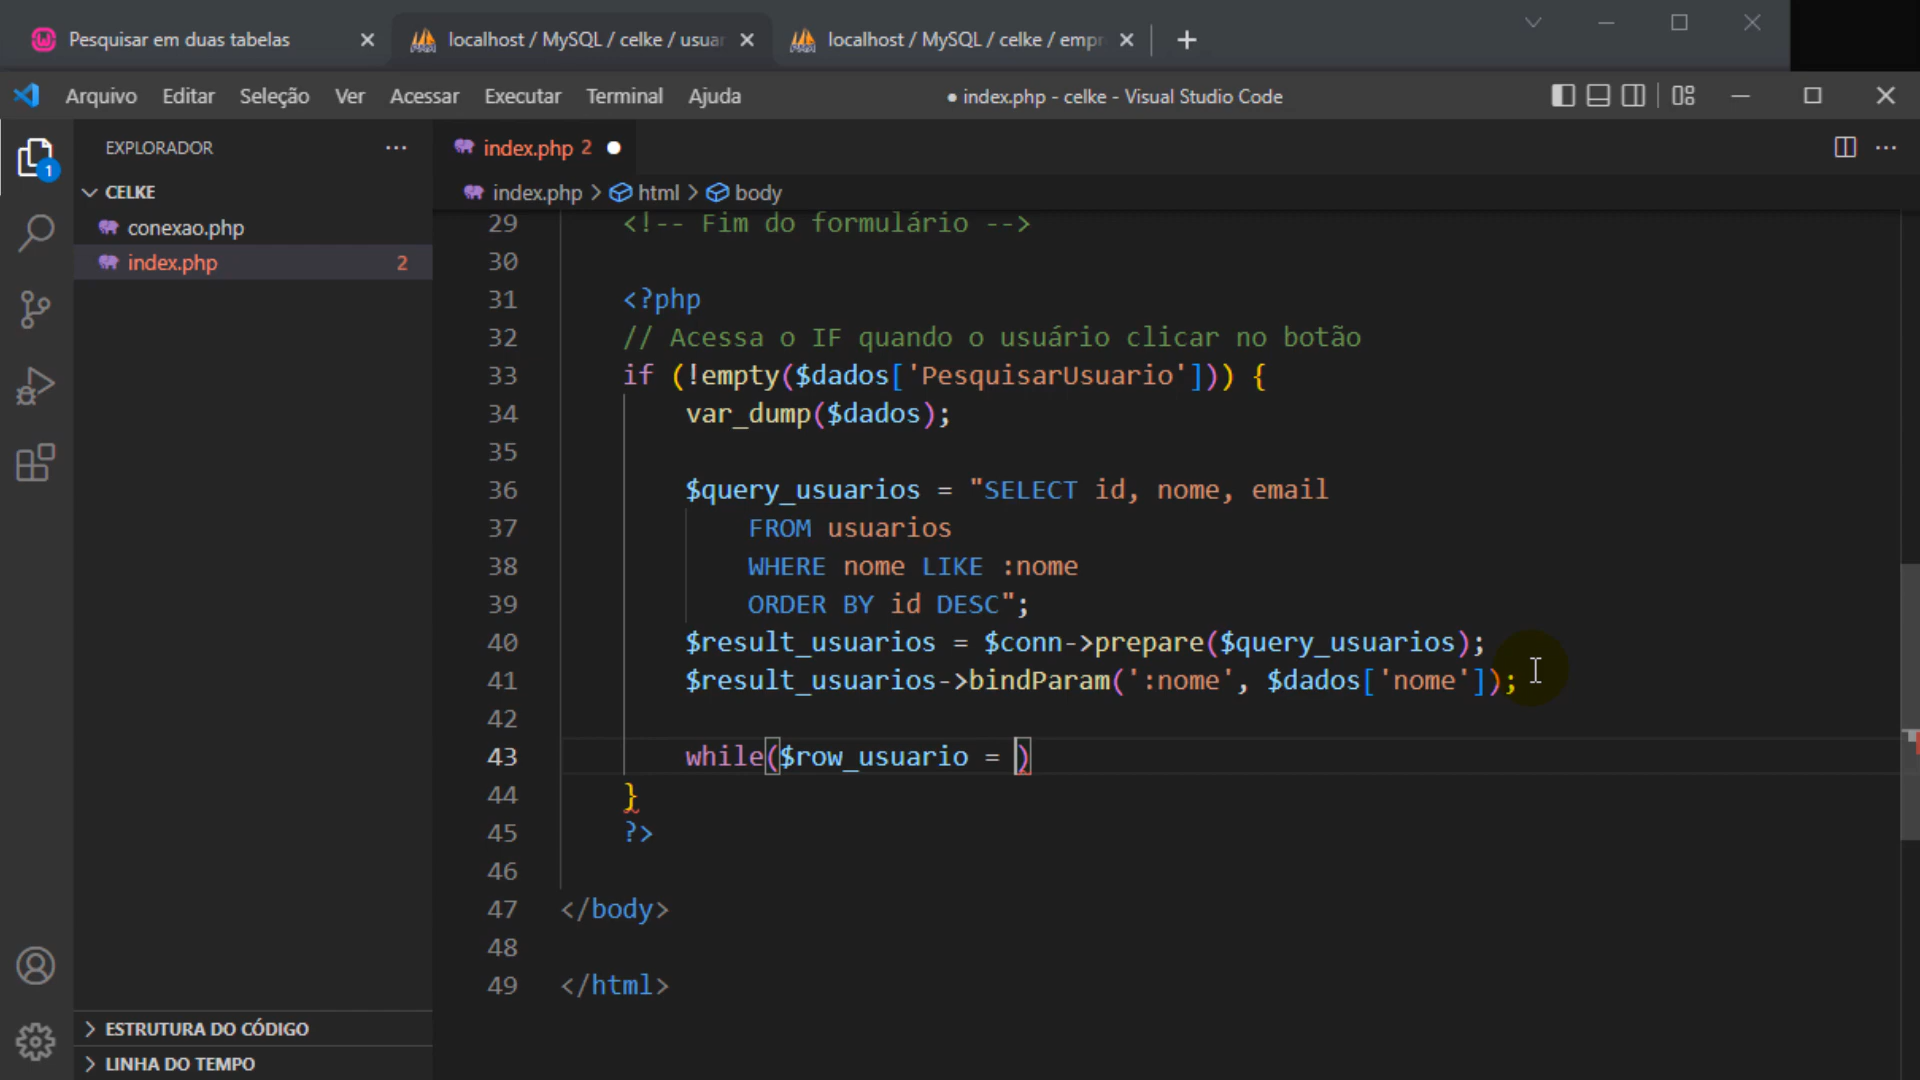 Pesquisar em duas tabelas
localhost / MySQL / celke / usuar
localhost / MySQL / celke / empr
Arquivo Editar Seleção Ver Acessar Executar Terminal Ajuda
● index.php - celke - Visual Studio Code
EXPLORADOR
CELKE
conexao.php
index.php 2
1
ESTRUTURA DO CÓDIGO
LINHA DO TEMPO
index.php 2
index.php > html > body
29 <!-- Fim do formulário -->
30
31 <?php
32 // Acessa o IF quando o usuário clicar no botão
33 if (!empty($dados['PesquisarUsuario'])) {
34 var_dump($dados);
35
36 $query_usuarios = "SELECT id, nome, email
37 FROM usuarios
38 WHERE nome LIKE :nome
39 ORDER BY id DESC";
40 $result_usuarios = $conn->prepare($query_usuarios);
41 $result_usuarios->bindParam(':nome', $dados['nome']);
42
43 while($row_usuario = )
44 }
45 ?>
46
47 </body>
48
49 </html>